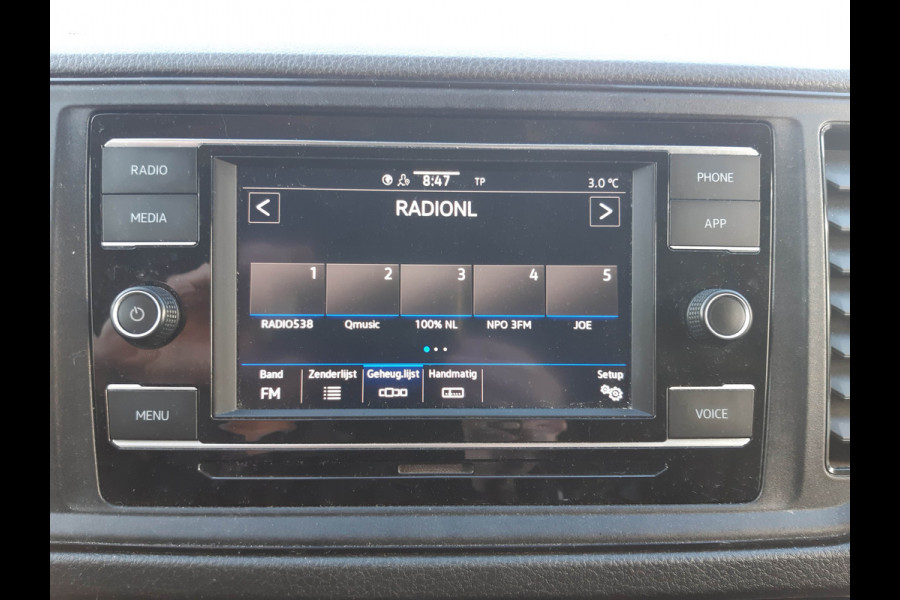 RADIO
MEDIA
MENU
8:47 TP 3.0 °C
< RADIONL >
1 2 3 4 5
RADIO538 Qmusic 100% NL NPO 3FM JOE
Band Zenderlijst Geheug.lijst Handmatig Setup
FM
PHONE
APP
VOICE